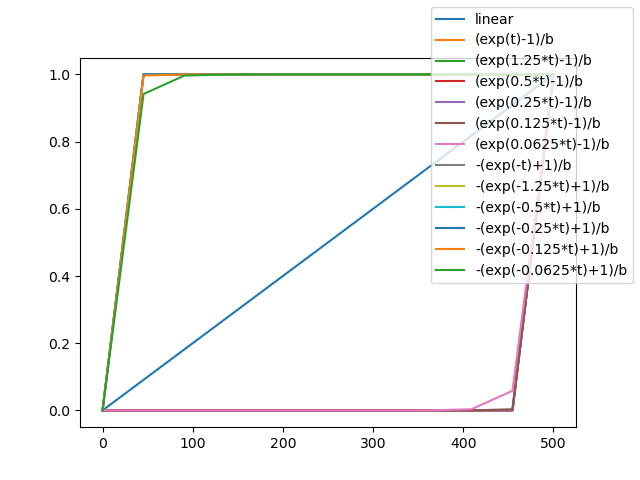 linear
(exp(t)-1)/b
(exp(1.25*t)-1)/b
(exp(0.5*t)-1)/b
(exp(0.25*t)-1)/b
(exp(0.125*t)-1)/b
(exp(0.0625*t)-1)/b
-(exp(-t)+1)/b
-(exp(-1.25*t)+1)/b
-(exp(-0.5*t)+1)/b
-(exp(-0.25*t)+1)/b
-(exp(-0.125*t)+1)/b
-(exp(-0.0625*t)+1)/b
1.0
0.8
0.6
0.4
0.2
0.0
0 100 200 300 400 500